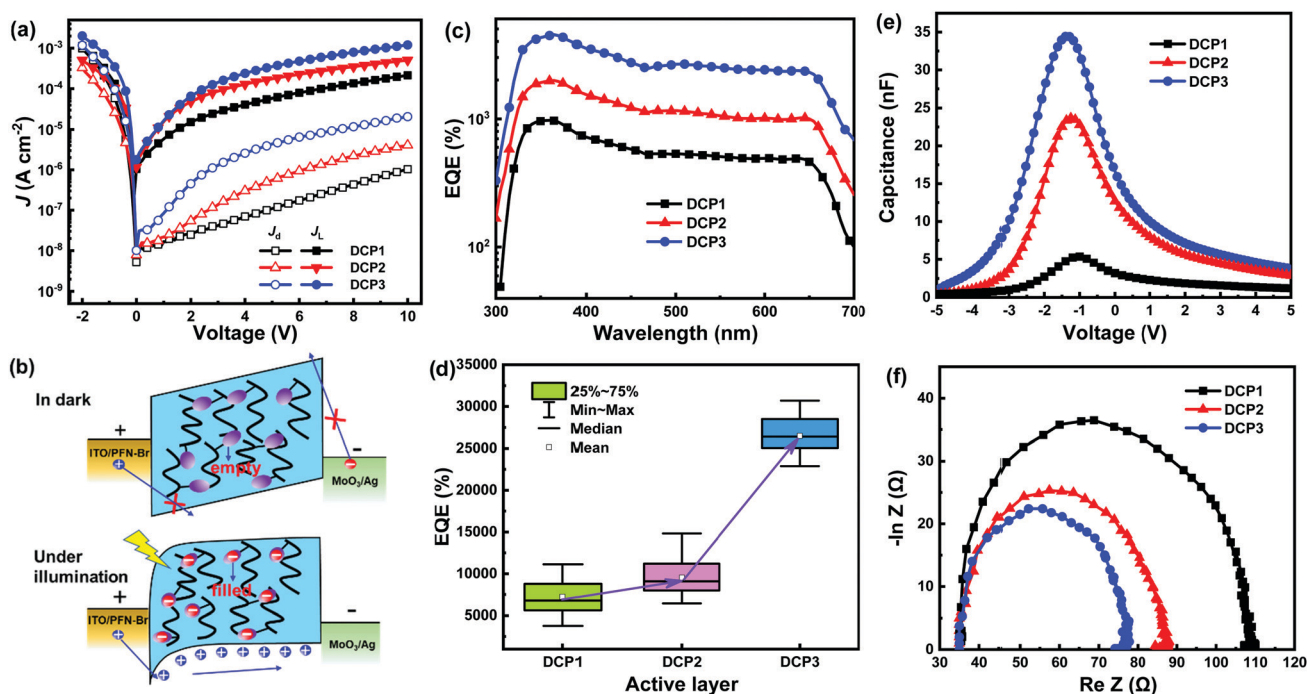 (a)
10⁻³
10⁻⁴
10⁻⁵
10⁻⁶
10⁻⁷
10⁻⁸
10⁻⁹
J (A cm⁻²)
J_d J_L
DCP1
DCP2
DCP3
-2 0 2 4 6 8 10
Voltage (V)
(c)
10³
10²
EQE (%)
DCP1
DCP2
DCP3
300 400 500 600 700
Wavelength (nm)
(e)
35
30
25
20
15
10
5
0
Capcitance (nF)
DCP1
DCP2
DCP3
-5 -4 -3 -2 -1 0 1 2 3 4 5
Voltage (V)
(b)
In dark
+
ITO/PFN-Br
empty
-
MoO₃/Ag
Under
illumination
+
ITO/PFN-Br
filled
-
MoO₃/Ag
(d)
35000
30000
25000
20000
15000
10000
5000
0
EQE (%)
25%~75%
Min~Max
Median
Mean
DCP1 DCP2 DCP3
Active layer
(f)
40
30
20
10
0
-In Z (Ω)
DCP1
DCP2
DCP3
30 40 50 60 70 80 90 100 110 120
Re Z (Ω)